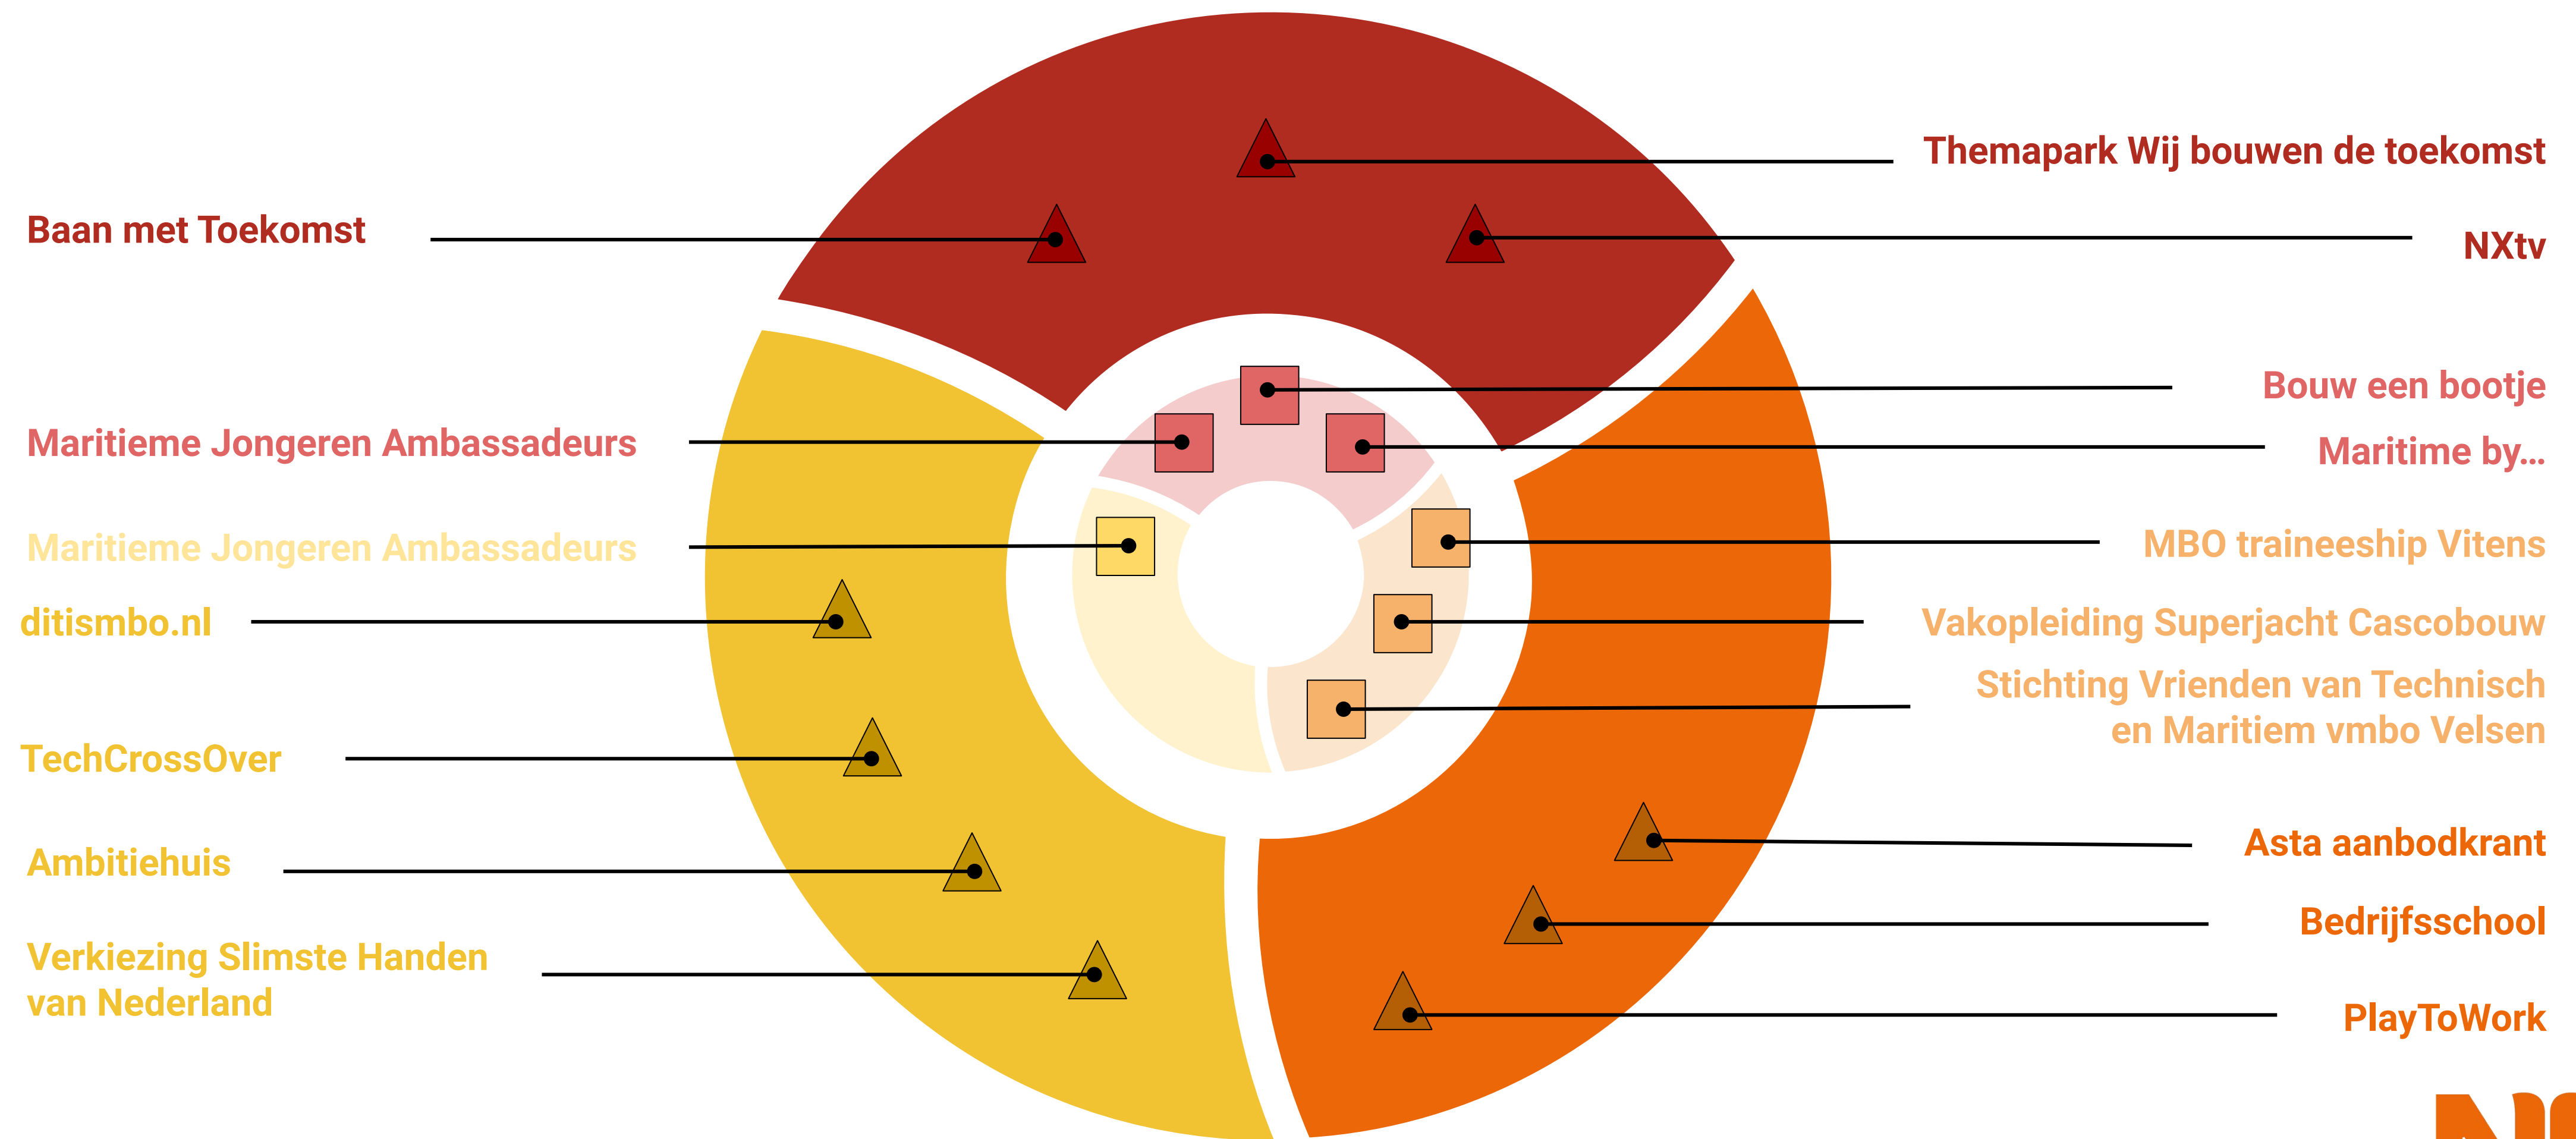 Themapark Wij bouwen de toekomst
Baan met Toekomst
NXtv
Bouw een bootje
Maritieme Jongeren Ambassadeurs
Maritime by...
Maritieme Jongeren Ambassadeurs
MBO traineeship Vitens
ditismbo.nl
Vakopleiding Superjacht Cascobouw
Stichting Vrienden van Technisch
en Maritiem vmbo Velsen
TechCrossOver
Asta aanbodkrant
Ambitiehuis
Bedrijfsschool
Verkiezing Slimste Handen
van Nederland
PlayToWork